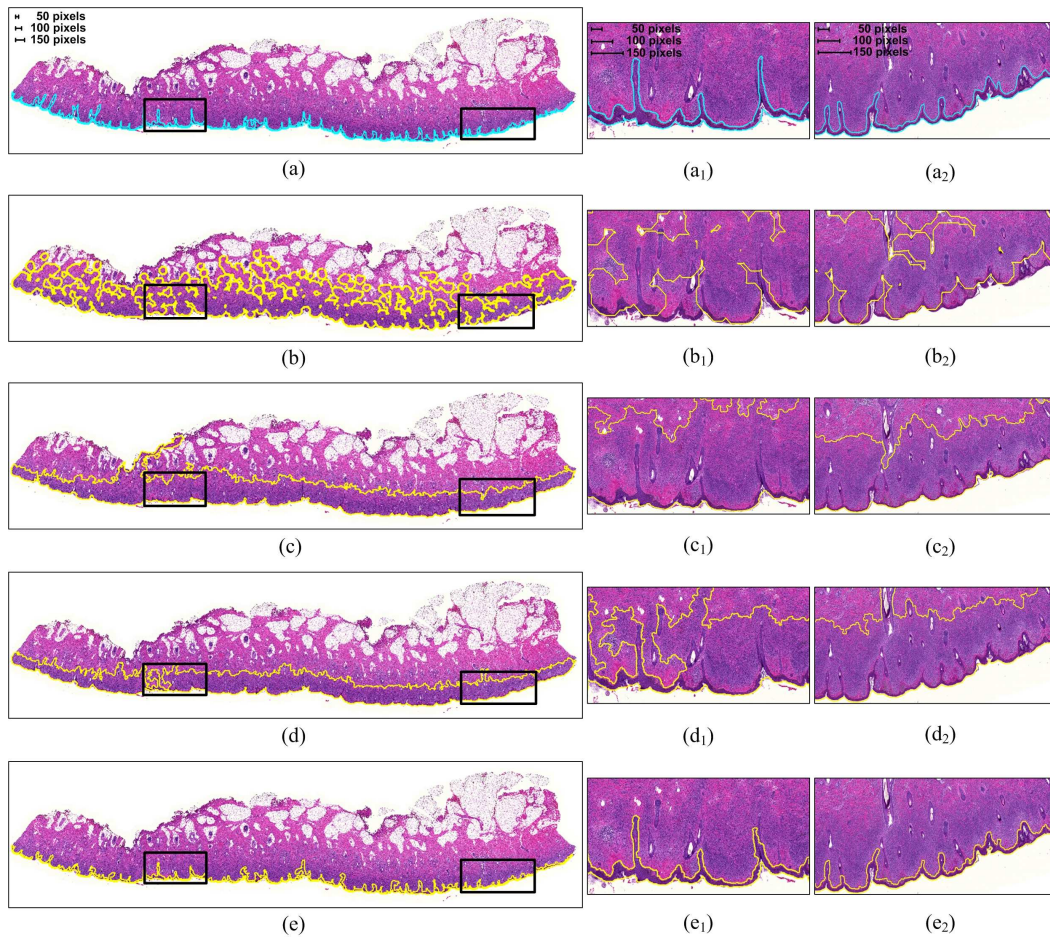 50 pixels
100 pixels
150 pixels
50 pixels
100 pixels
150 pixels
50 pixels
100 pixels
150 pixels
(a)
(a₁)
(a₂)
(b)
(b₁)
(b₂)
(c)
(c₁)
(c₂)
(d)
(d₁)
(d₂)
(e)
(e₁)
(e₂)